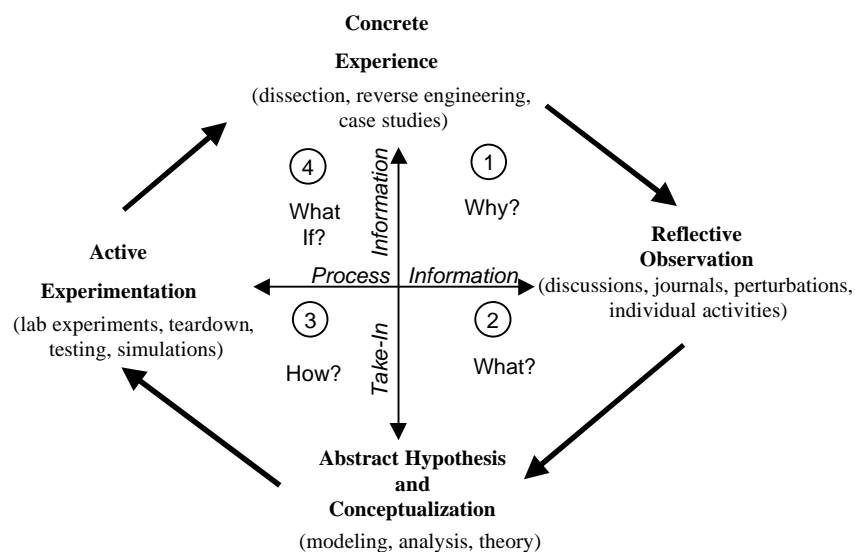 Concrete
Experience
(dissection, reverse engineering,
case studies)
4
1
What
If?
Why?
Take-In Information
Process Information
Active
Experimentation
(lab experiments, teardown,
testing, simulations)
Reflective
Observation
(discussions, journals, perturbations,
individual activities)
3
2
How?
What?
Abstract Hypothesis
and
Conceptualization
(modeling, analysis, theory)